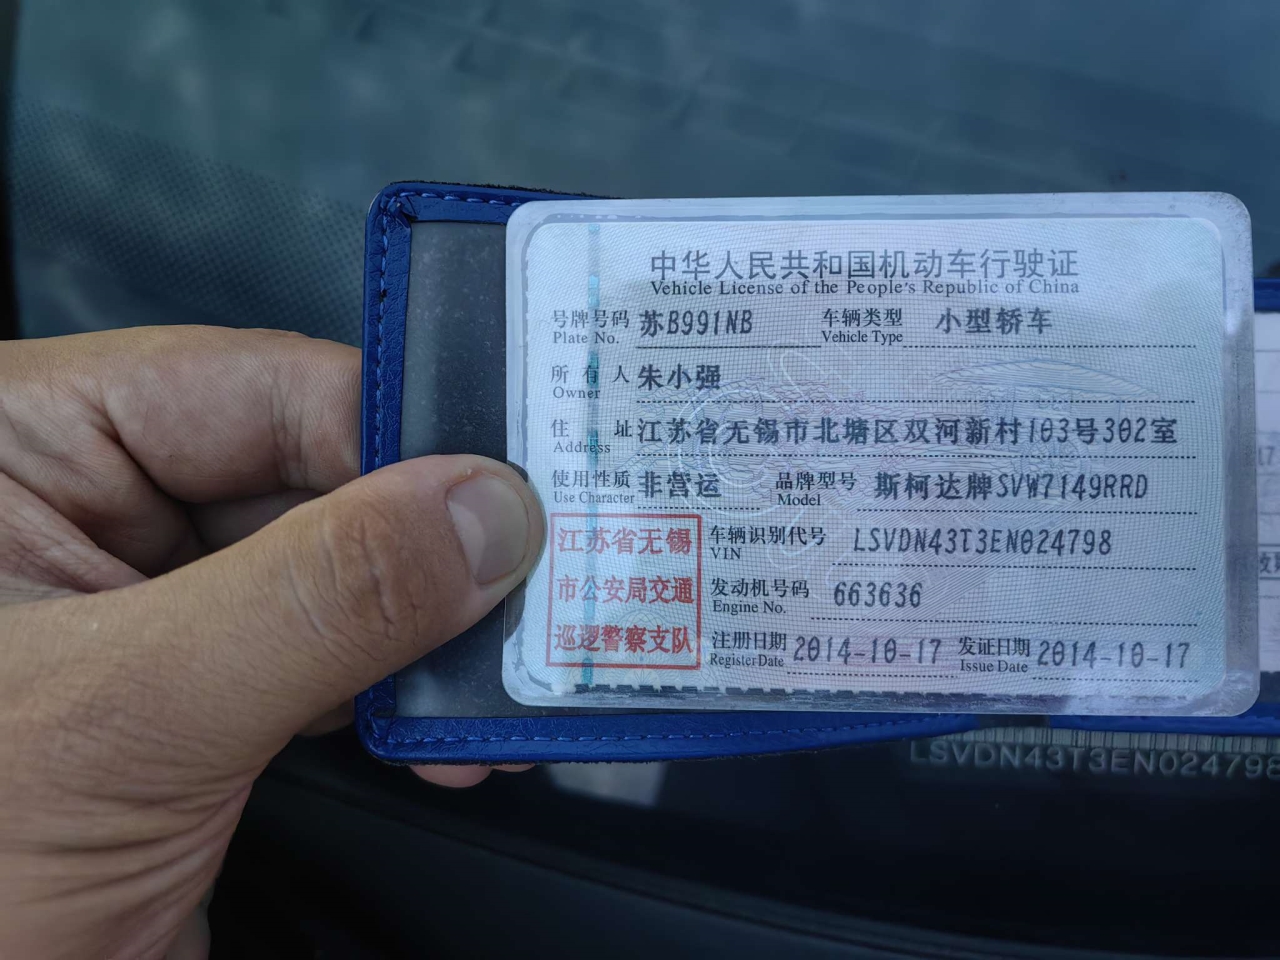 中华人民共和国机动车行驶证
Vehicle License of the People's Republic of China
号牌号码 苏B991NB 车辆类型 小型轿车
Plate No. Vehicle Type
所有人 朱小强
Owner
住址 江苏省无锡市北塘区双河新村103号302室
Address
使用性质 非营运 品牌型号 斯柯达牌SVW7149RRD
Use Character Model
江苏省无锡
市公安局交通
巡逻警察支队
车辆识别代号 LSVDN43T3EN024798
VIN
发动机号码 663636
Engine No.
注册日期 2014-10-17 发证日期 2014-10-17
Register Date Issue Date
LSVDN43T3EN024798